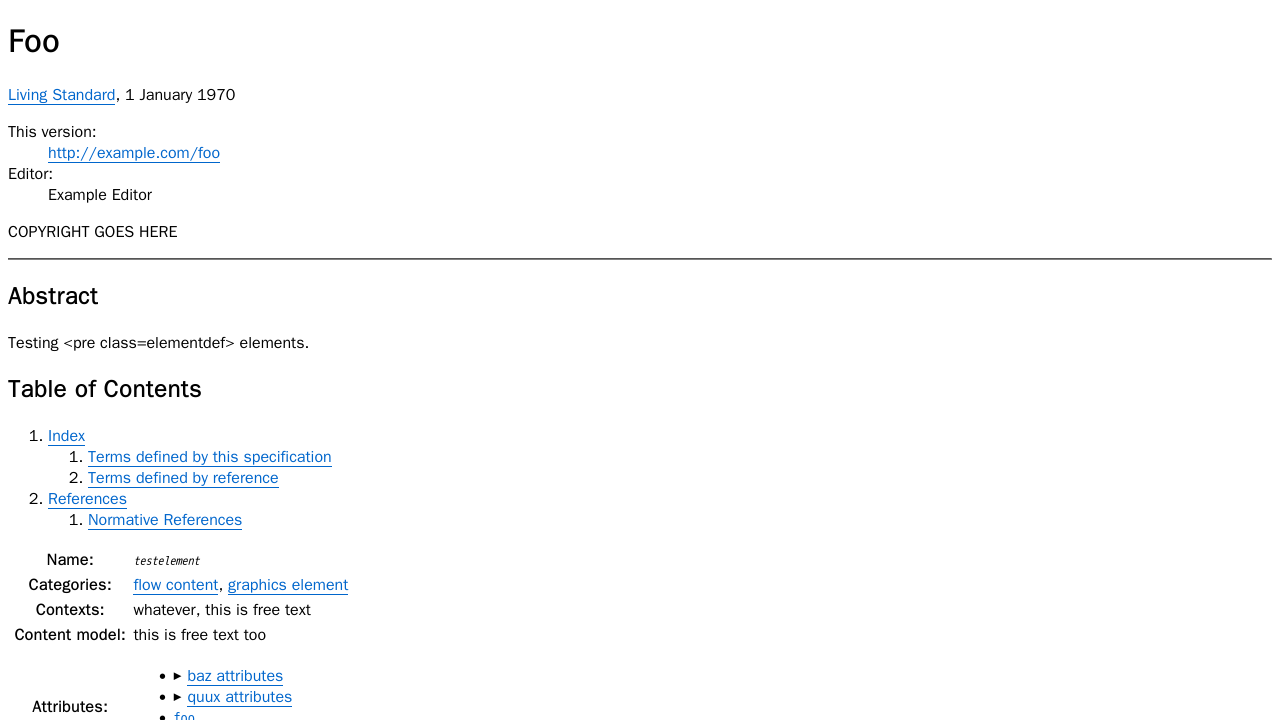 Foo
Living Standard, 1 January 1970
This version:
http://example.com/foo
Editor:
Example Editor
COPYRIGHT GOES HERE
Abstract
Testing <pre class=elementdef> elements.
Table of Contents
1. Index
1. Terms defined by this specification
2. Terms defined by reference
2. References
1. Normative References
Name: testelement
Categories: flow content, graphics element
Contexts: whatever, this is free text
Content model: this is free text too
• ▸ baz attributes
• ▸ quux attributes
Attributes:
• foo